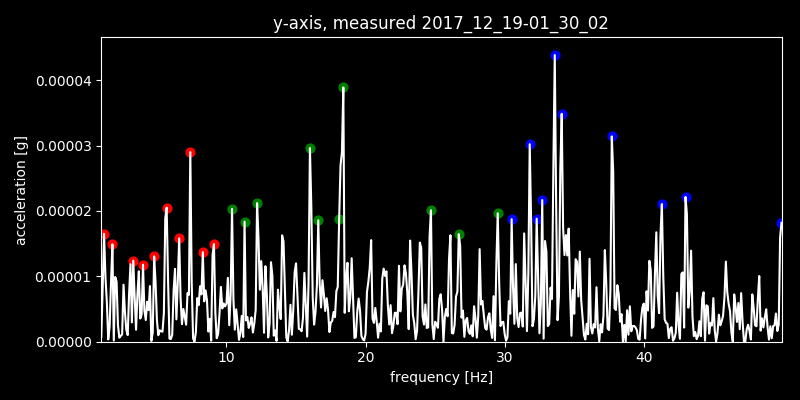 y-axis, measured 2017_12_19-01_30_02
0.00004
0.00003
0.00002
0.00001
0.00000
acceleration [g]
10 20 30 40
frequency [Hz]